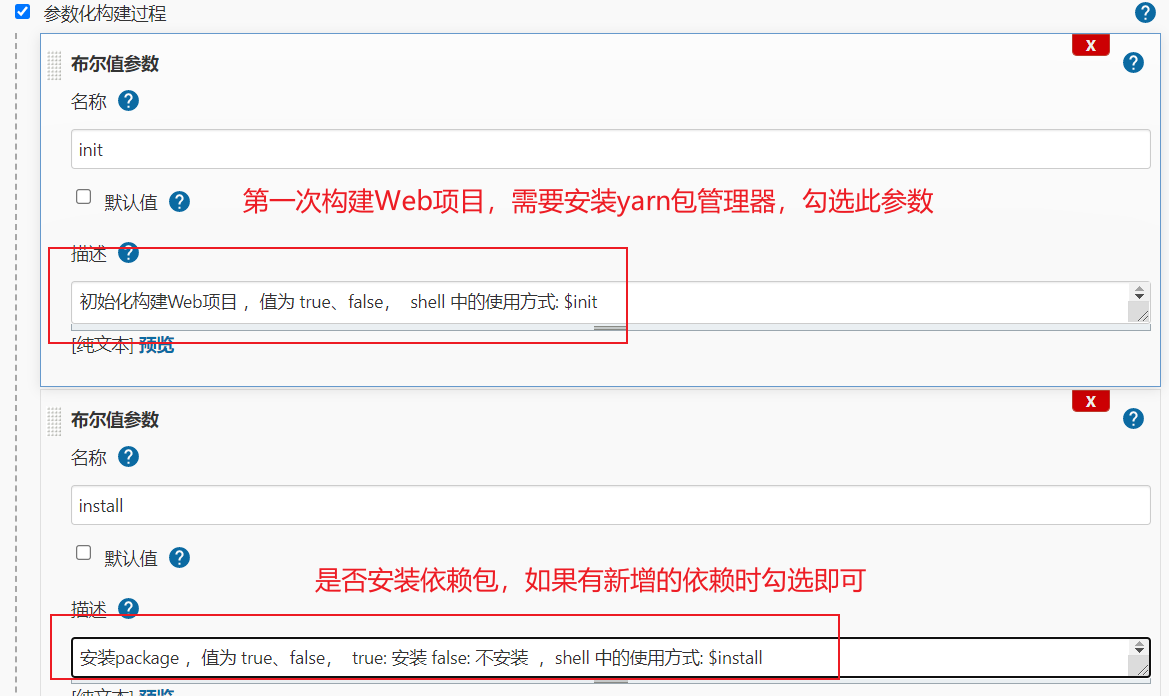 参数化构建过程
布尔值参数
X
名称
init
默认值
第一次构建Web项目，需要安装yarn包管理器，勾选此参数
描述
初始化构建Web项目 ，值为 true、false， shell 中的使用方式: $init
[纯文本] 预览
布尔值参数
X
名称
install
默认值
是否安装依赖包，如果有新增的依赖时勾选即可
描述
安装package ，值为 true、false， true: 安装 false: 不安装 ，shell 中的使用方式: $install
[纯文本] 预览